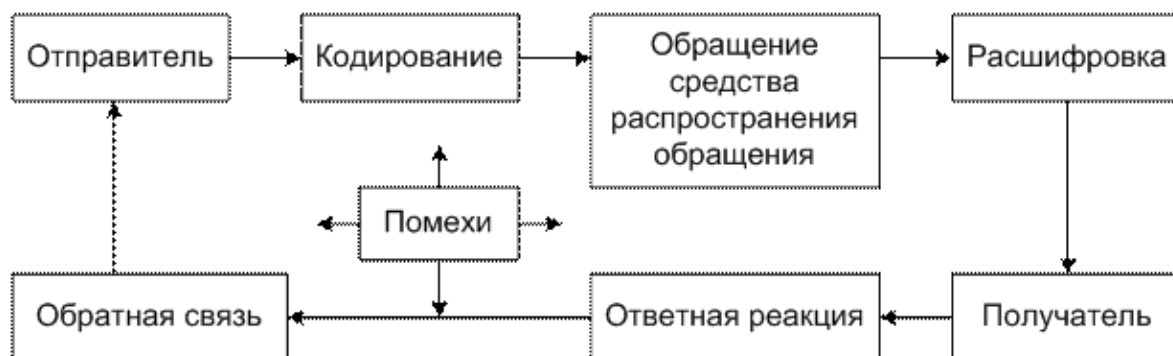 Отправитель
Кодирование
Обращение
средства
распространения
обращения
Расшифровка
Помехи
Обратная связь
Ответная реакция
Получатель